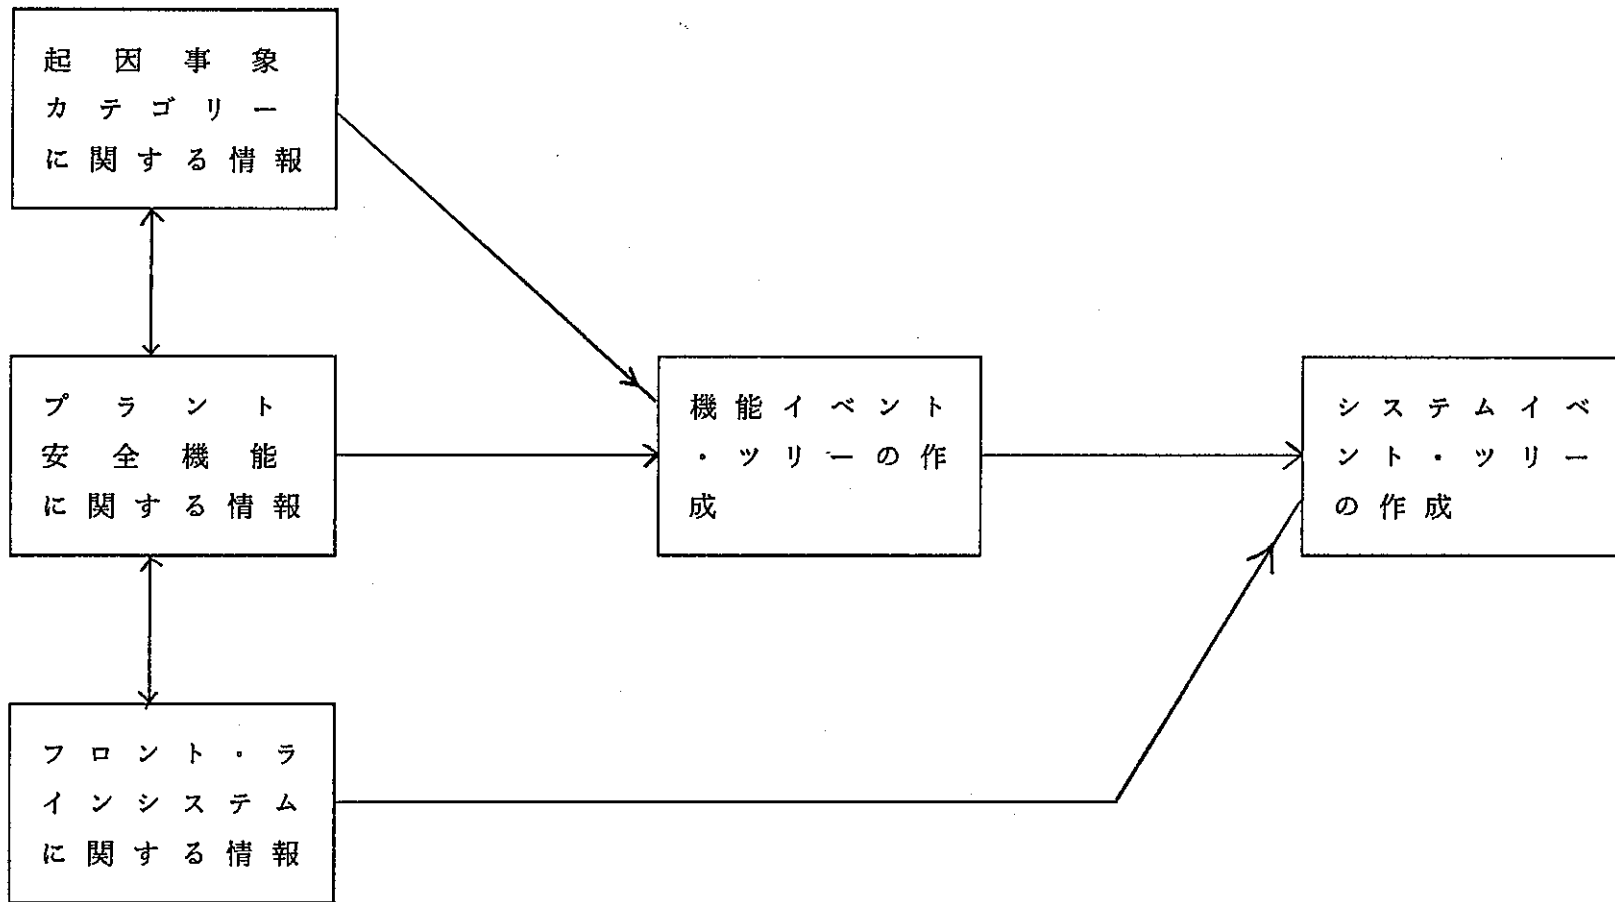 起因事象
カテゴリー
に関する情報
プラント
安全機能
に関する情報
フロント・ラ
インシステム
に関する情報
機能イベント
・ツリーの作
成
システムイベ
ント・ツリー
の作成